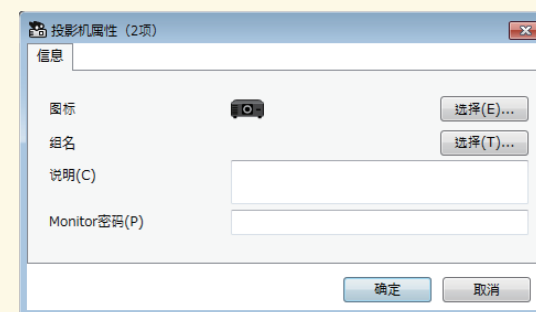 投影机属性（2项）
信息
图标 选择(E)...
组名 选择(T)...
说明(C)
Monitor密码(P)
确定 取消